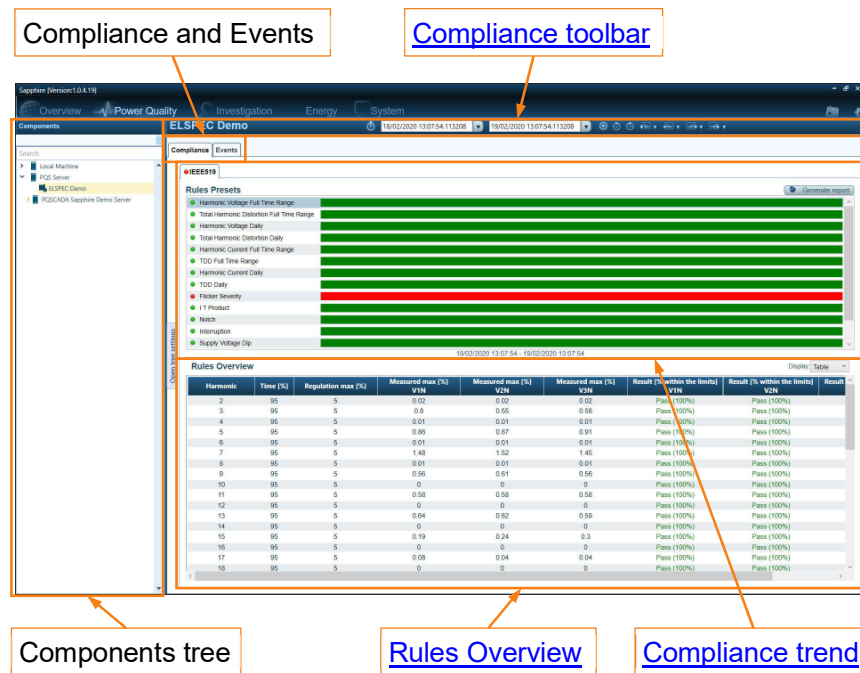 Compliance and Events
Compliance toolbar
Sapphire [Version:1.0.4.19]
Overview Power Quality Investigation Energy System
Components
ELSPEC Demo
18/02/2020 13:07:54.113208
19/02/2020 13:07:54.113208
Search
Local Machine
PQS Server
ELSPEC Demo
PQSCADA Sapphire Demo Server
Compliance Events
IEEE519
Rules Presets
Generate report
Harmonic Voltage Full Time Range
Total Harmonic Distortion Full Time Range
Harmonic Voltage Daily
Total Harmonic Distortion Daily
Harmonic Current Full Time Range
TDD Full Time Range
Harmonic Current Daily
TDD Daily
Flicker Severity
I T Product
Notch
Interruption
Supply Voltage Dip
18/02/2020 13:07:54 - 19/02/2020 13:07:54
Open tree settings
Rules Overview
Display: Table
Harmonic Time [%] Regulation max [%] Measured max [%] V1N Measured max [%] V2N Measured max [%] V3N Result [% within the limits] V1N Result [% within the limits] V2N Result
2 95 5 0.02 0.02 0.02 Pass (100%) Pass (100%)
3 95 5 0.8 0.55 0.56 Pass (100%) Pass (100%)
4 95 5 0.01 0.01 0.01 Pass (100%) Pass (100%)
5 95 5 0.86 0.87 0.91 Pass (100%) Pass (100%)
6 95 5 0.01 0.01 0.01 Pass (100%) Pass (100%)
7 95 5 1.48 1.52 1.45 Pass (100%) Pass (100%)
8 95 5 0.01 0.01 0.01 Pass (100%) Pass (100%)
9 95 5 0.56 0.61 0.56 Pass (100%) Pass (100%)
10 95 5 0 0 0 Pass (100%) Pass (100%)
11 95 5 0.58 0.58 0.58 Pass (100%) Pass (100%)
12 95 5 0 0 0 Pass (100%) Pass (100%)
13 95 5 0.64 0.62 0.59 Pass (100%) Pass (100%)
14 95 5 0 0 0 Pass (100%) Pass (100%)
15 95 5 0.19 0.24 0.3 Pass (100%) Pass (100%)
16 95 5 0 0 0 Pass (100%) Pass (100%)
17 95 5 0.08 0.04 0.04 Pass (100%) Pass (100%)
18 95 5 0 0 0 Pass (100%) Pass (100%)
Components tree
Rules Overview
Compliance trend